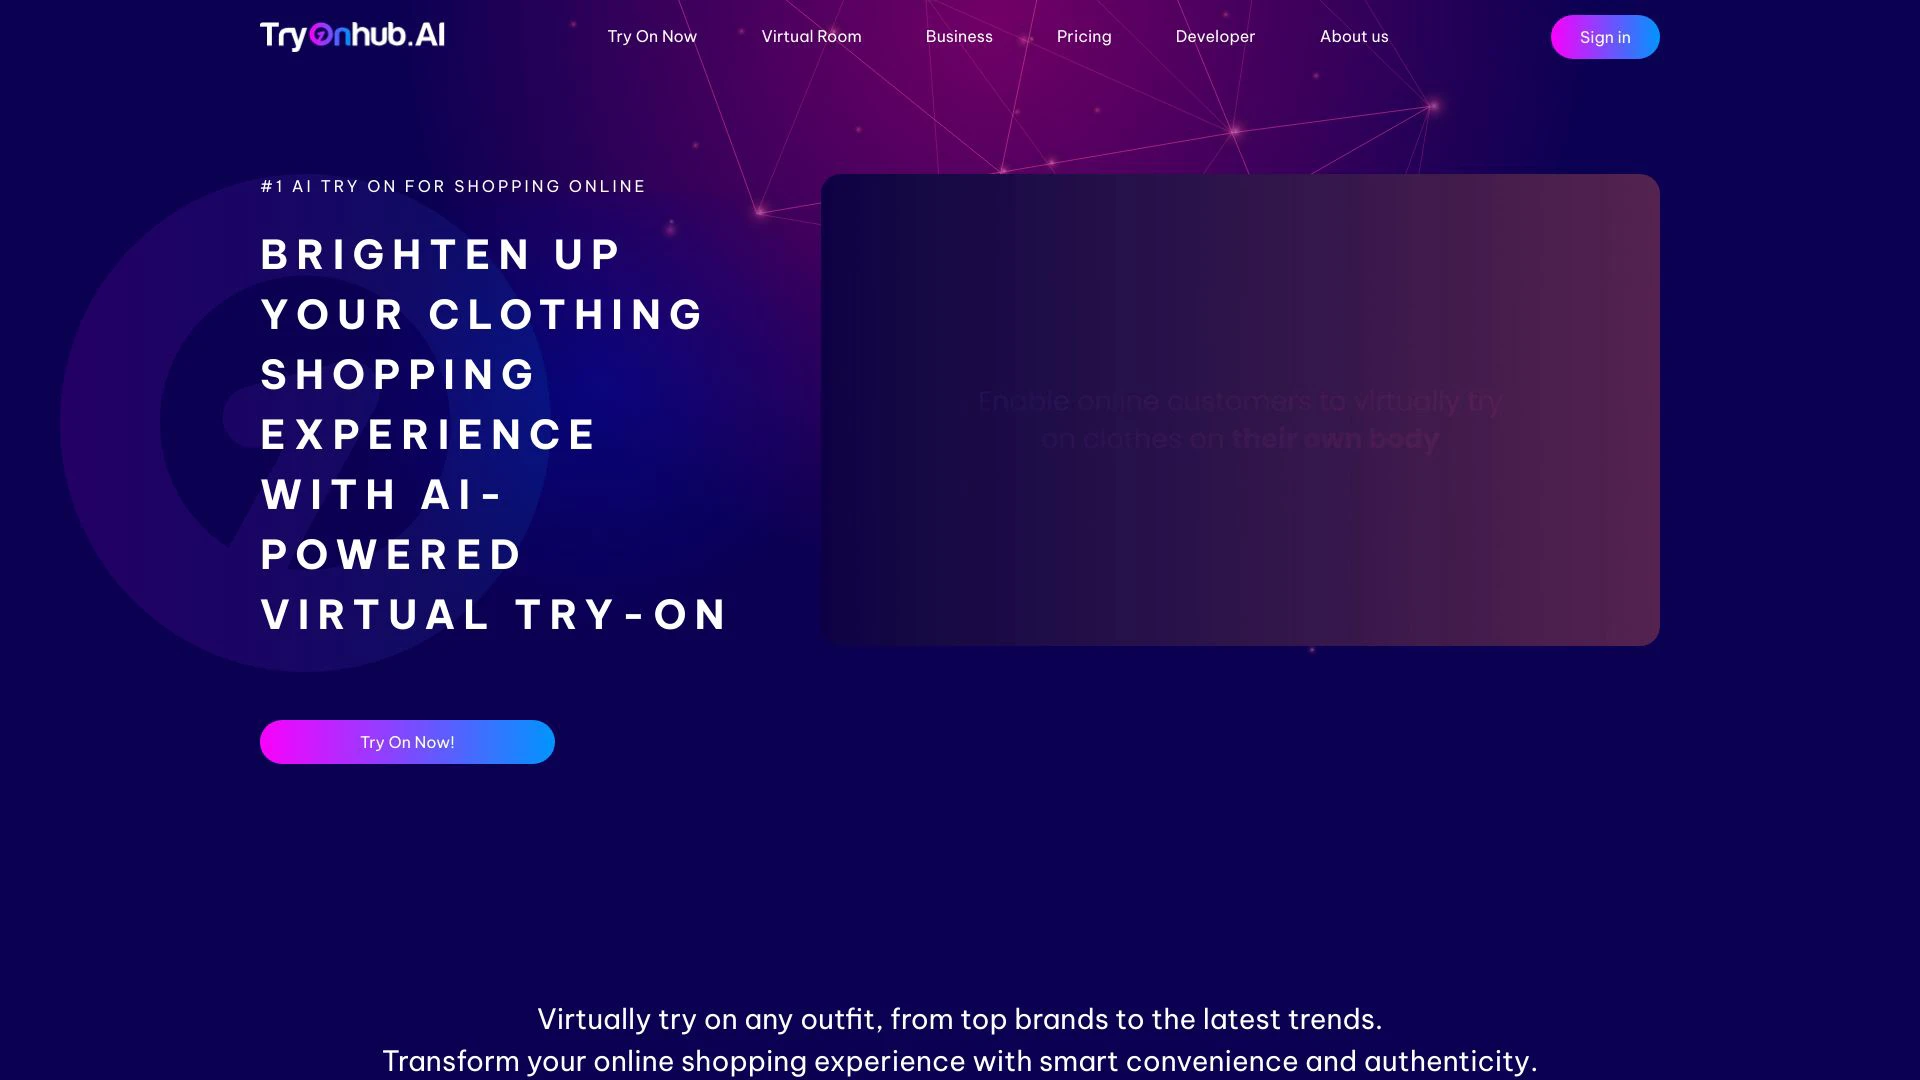 TryOnhub.AI
Try On Now
Virtual Room
Business
Pricing
Developer
About us
Sign in
#1 AI TRY ON FOR SHOPPING ONLINE
BRIGHTEN UP
YOUR CLOTHING
SHOPPING
EXPERIENCE
WITH AI-
POWERED
VIRTUAL TRY-ON
Enable online customers to virtually try
on clothes on their own body
Try On Now!
Virtually try on any outfit, from top brands to the latest trends.
Transform your online shopping experience with smart convenience and authenticity.